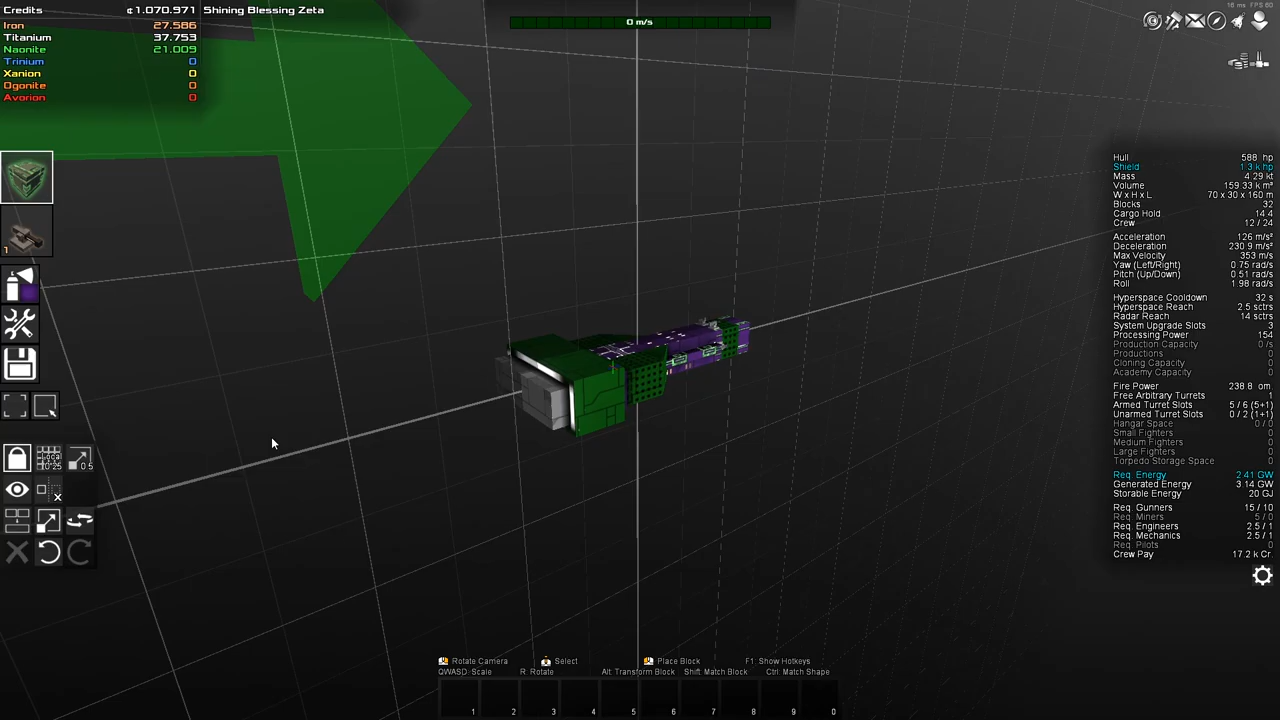 Credits ¢1.070.971 Shining Blessing Zeta
Iron 27.586
Titanium 37.753
Naonite 21.009
Trinium 0
Xanion 0
Ogonite 0
Avorion 0
0 m/s
16 ms FPS 60
1
Local
0.5
x
Hull 588 hp
Shield 1.3 k hp
Mass 4.29 kt
Volume 159.33 k m³
W x H x L 70 x 30 x 160 m
Blocks 32
Cargo Hold 14.4
Crew 12 / 24
Acceleration 126 m/s²
Deceleration 230.9 m/s²
Max Velocity 353 m/s
Yaw (Left/Right) 0.75 rad/s
Pitch (Up/Down) 0.51 rad/s
Roll 1.98 rad/s
Hyperspace Cooldown 32 s
Hyperspace Reach 2.5 sctrs
Radar Reach 14 sctrs
System Upgrade Slots 3
Processing Power 154
Production Capacity 0 /s
Productions 0
Cloning Capacity 0
Academy Capacity 0
Fire Power 238.8 om.
Free Arbitrary Turrets 1
Armed Turret Slots 5 / 6 (5+1)
Unarmed Turret Slots 0 / 2 (1+1)
Hangar Space 0 / 0
Small Fighters 0
Medium Fighters 0
Large Fighters 0
Torpedo Storage Space 0
Req. Energy 2.41 GW
Generated Energy 3.14 GW
Storable Energy 20 GJ
Req. Gunners 15 / 10
Req. Miners 5 / 0
Req. Engineers 2.5 / 1
Req. Mechanics 2.5 / 1
Req. Pilots 0
Crew Pay 17.2 k Cr.
Rotate Camera Select Place Block F1: Show Hotkeys
QWASD: Scale R: Rotate Alt: Transform Block Shift: Match Block Ctrl: Match Shape
1 2 3 4 5 6 7 8 9 0